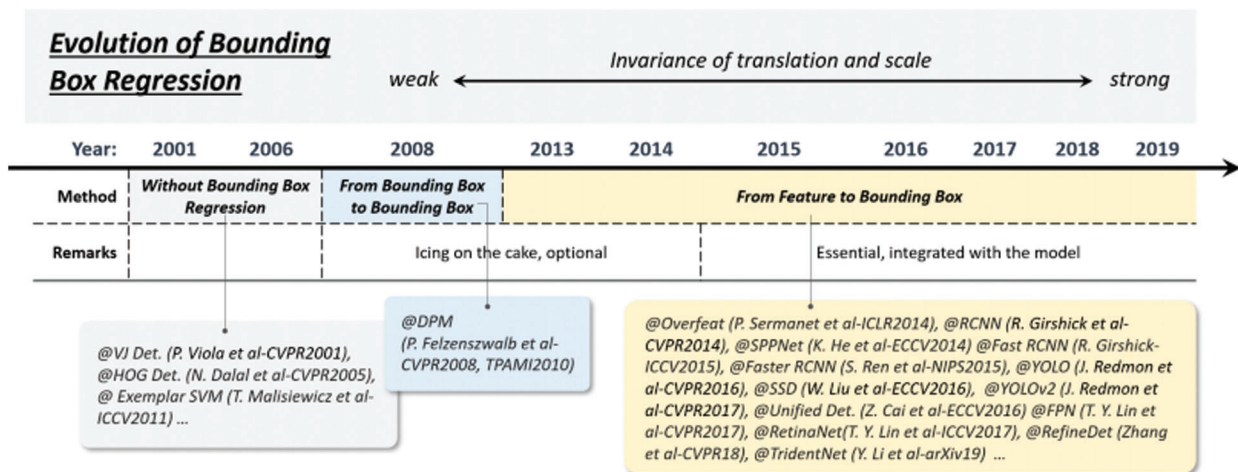 Evolution of Bounding
Box Regression
Invariance of translation and scale
weak
strong
Year: 2001 2006 2008 2013 2014 2015 2016 2017 2018 2019
Method
Without Bounding Box
Regression
From Bounding Box
to Bounding Box
From Feature to Bounding Box
Remarks
Icing on the cake, optional
Essential, integrated with the model
@VJ Det. (P. Viola et al-CVPR2001),
@HOG Det. (N. Dalal et al-CVPR2005),
@ Exemplar SVM (T. Malisiewicz et al-
ICCV2011) ...
@DPM
(P. Felzenszwalb et al-
CVPR2008, TPAMI2010)
@Overfeat (P. Sermanet et al-ICLR2014), @RCNN (R. Girshick et al-
CVPR2014), @SPPNet (K. He et al-ECCV2014) @Fast RCNN (R. Girshick-
ICCV2015), @Faster RCNN (S. Ren et al-NIPS2015), @YOLO (J. Redmon et
al-CVPR2016), @SSD (W. Liu et al-ECCV2016), @YOLOv2 (J. Redmon et al-
CVPR2017), @Unified Det. (Z. Cai et al-ECCV2016) @FPN (T. Y. Lin et
al-CVPR2017), @RetinaNet(T. Y. Lin et al-ICCV2017), @RefineDet (Zhang
et al-CVPR18), @TridentNet (Y. Li et al-arXiv19) ...